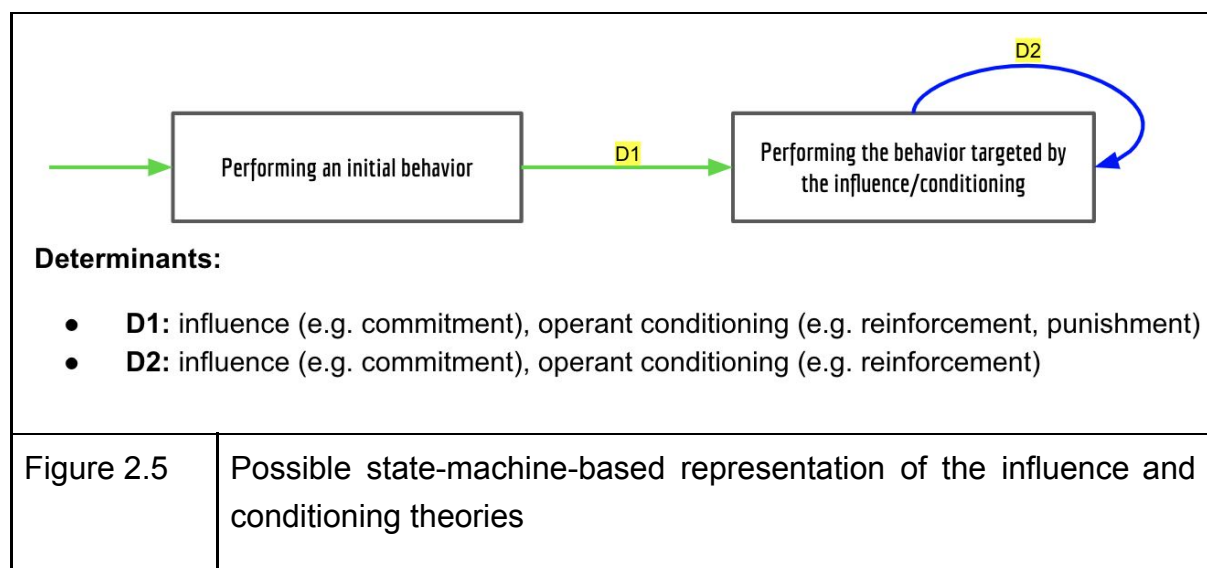 D2
Performing an initial behavior
D1
Performing the behavior targeted by
the influence/conditioning
Determinants:
● D1: influence (e.g. commitment), operant conditioning (e.g. reinforcement, punishment)
● D2: influence (e.g. commitment), operant conditioning (e.g. reinforcement)
Figure 2.5
Possible state-machine-based representation of the influence and
conditioning theories